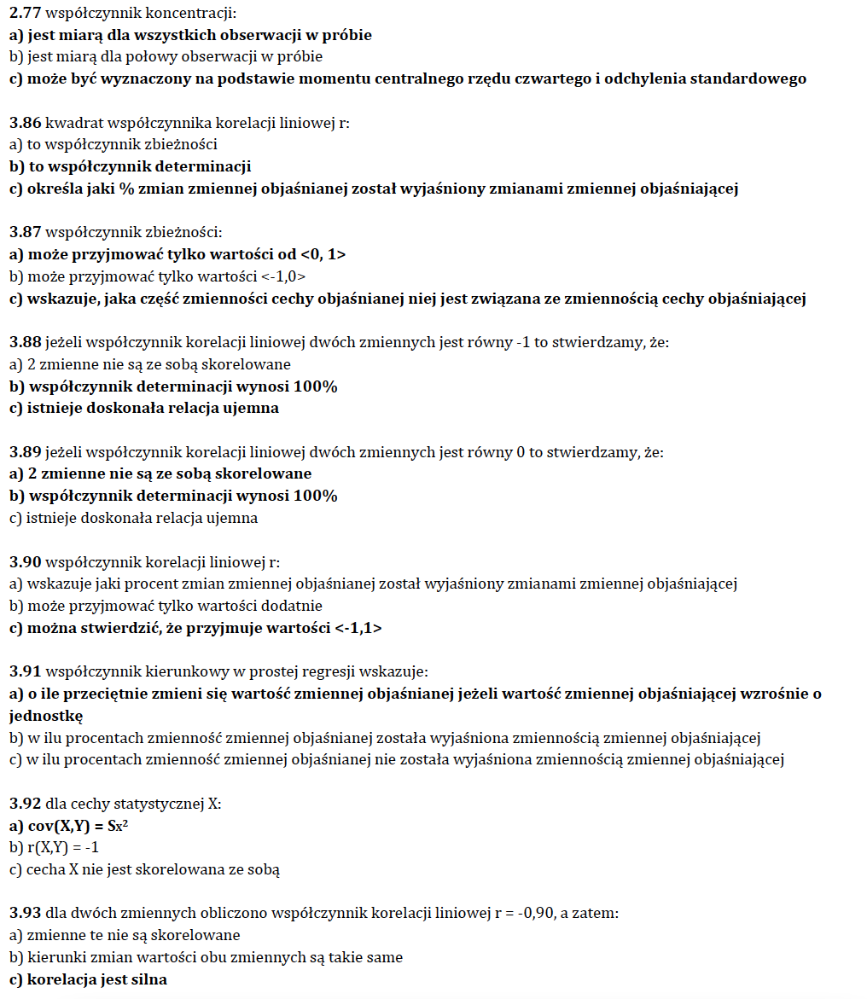 2.77 współczynnik koncentracji:
a) jest miarą dla wszystkich obserwacji w próbie
b) jest miarą dla połowy obserwacji w próbie
c) może być wyznaczony na podstawie momentu centralnego rzędu czwartego i odchylenia standardowego
3.86 kwadrat współczynnika korelacji liniowej r:
a) to współczynnik zbieżności
b) to współczynnik determinacji
c) określa jaki % zmian zmiennej objaśnianej został wyjaśniony zmianami zmiennej objaśniającej
3.87 współczynnik zbieżności:
a) może przyjmować tylko wartości od <0, 1>
b) może przyjmować tylko wartości <-1,0>
c) wskazuje, jaka część zmienności cechy objaśnianej niej jest związana ze zmiennością cechy objaśniającej
3.88 jeżeli współczynnik korelacji liniowej dwóch zmiennych jest równy -1 to stwierdzamy, że:
a) 2 zmienne nie są ze sobą skorelowane
b) współczynnik determinacji wynosi 100%
c) istnieje doskonała relacja ujemna
3.89 jeżeli współczynnik korelacji liniowej dwóch zmiennych jest równy 0 to stwierdzamy, że:
a) 2 zmienne nie są ze sobą skorelowane
b) współczynnik determinacji wynosi 100%
c) istnieje doskonała relacja ujemna
3.90 współczynnik korelacji liniowej r:
a) wskazuje jaki procent zmian zmiennej objaśnianej został wyjaśniony zmianami zmiennej objaśniającej
b) może przyjmować tylko wartości dodatnie
c) można stwierdzić, że przyjmuje wartości <-1,1>
3.91 współczynnik kierunkowy w prostej regresji wskazuje:
a) o ile przeciętnie zmieni się wartość zmiennej objaśnianej jeżeli wartość zmiennej objaśniającej wzrośnie o
jednostkę
b) w ilu procentach zmienność zmiennej objaśnianej została wyjaśniona zmiennością zmiennej objaśniającej
c) w ilu procentach zmienność zmiennej objaśnianej nie została wyjaśniona zmiennością zmiennej objaśniającej
3.92 dla cechy statystycznej X:
a) cov(X,Y) = Sx²
b) r(X,Y) = -1
c) cecha X nie jest skorelowana ze sobą
3.93 dla dwóch zmiennych obliczono współczynnik korelacji liniowej r = -0,90, a zatem:
a) zmienne te nie są skorelowane
b) kierunki zmian wartości obu zmiennych są takie same
c) korelacja jest silna